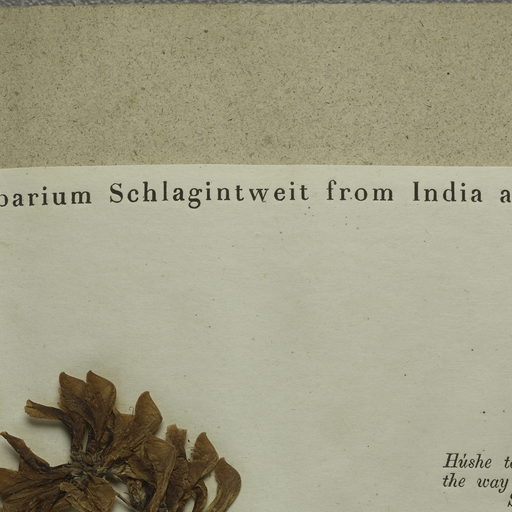 barium Schlagintweit from India a
Húshe t
the way
S